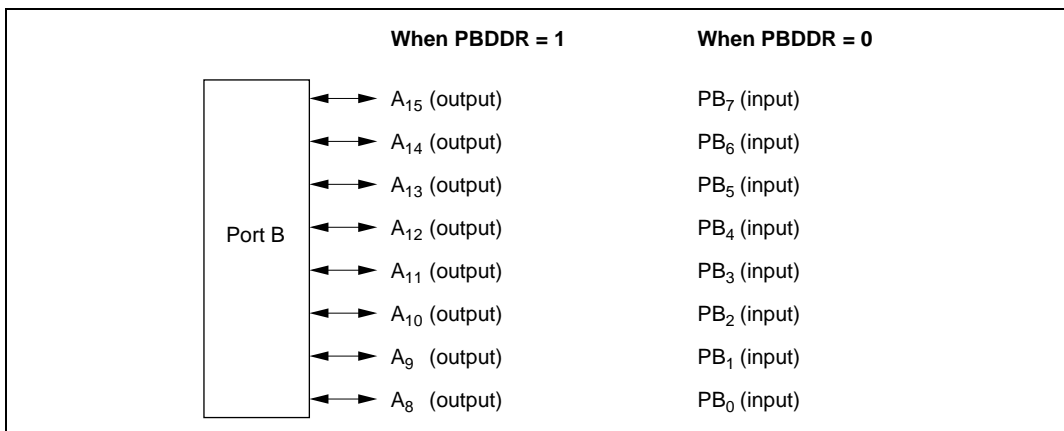 When PBDDR = 1 When PBDDR = 0
A15 (output) PB7 (input)
A14 (output) PB6 (input)
A13 (output) PB5 (input)
Port B A12 (output) PB4 (input)
A11 (output) PB3 (input)
A10 (output) PB2 (input)
A9 (output) PB1 (input)
A8 (output) PB0 (input)